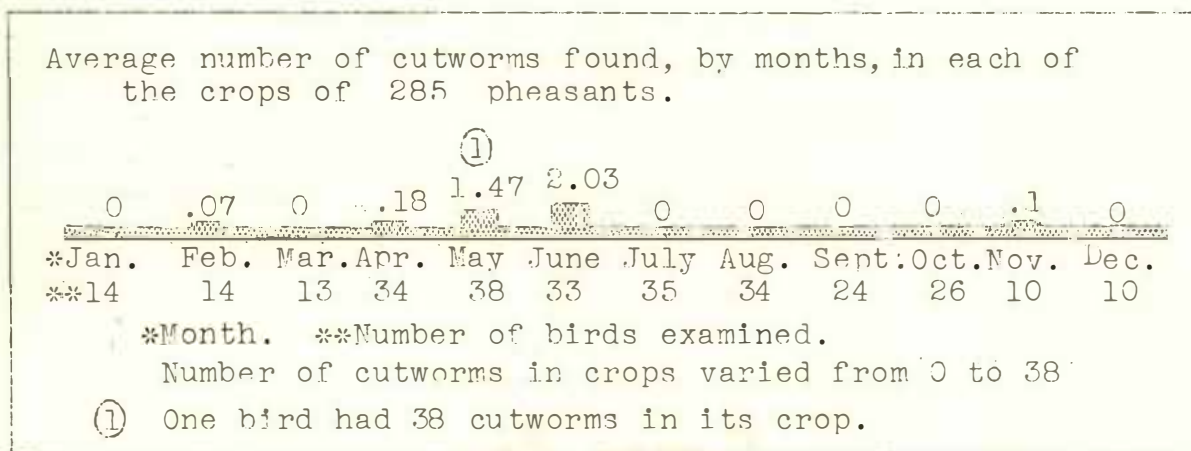 Average number of cutworms found, by months, in each of
the crops of 285 pheasants.
①
0 .07 0 .18 1.47 2.03 0 0 0 0 .1 0
*Jan. Feb. Mar. Apr. May June July Aug. Sept. Oct. Nov. Dec.
**14 14 13 34 38 33 35 34 24 26 10 10
*Month. **Number of birds examined.
Number of cutworms in crops varied from 0 to 38
① One bird had 38 cutworms in its crop.